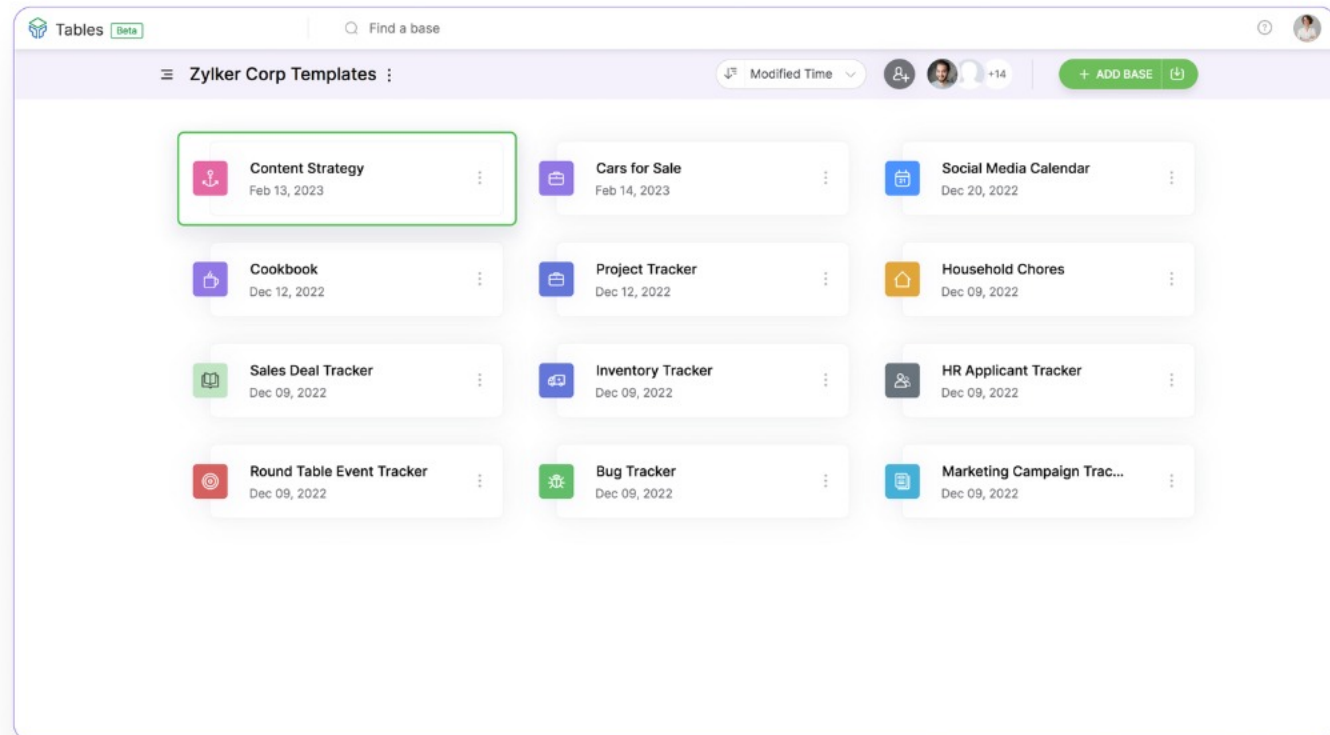 Tables Beta
Find a base
Zylker Corp Templates
Modified Time
+14
+ ADD BASE
Content Strategy
Feb 13, 2023
Cars for Sale
Feb 14, 2023
Social Media Calendar
Dec 20, 2022
Cookbook
Dec 12, 2022
Project Tracker
Dec 12, 2022
Household Chores
Dec 09, 2022
Sales Deal Tracker
Dec 09, 2022
Inventory Tracker
Dec 09, 2022
HR Applicant Tracker
Dec 09, 2022
Round Table Event Tracker
Dec 09, 2022
Bug Tracker
Dec 09, 2022
Marketing Campaign Trac...
Dec 09, 2022